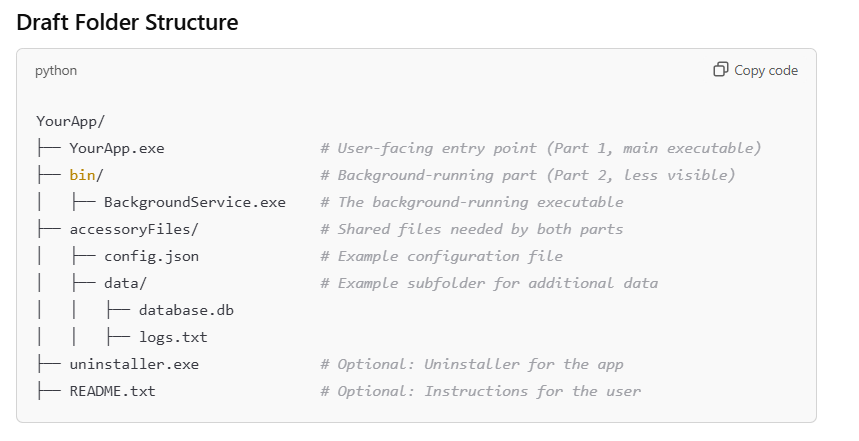 Draft Folder Structure
python
Copy code
YourApp/
├── YourApp.exe # User-facing entry point (Part 1, main executable)
├── bin/ # Background-running part (Part 2, less visible)
│   ├── BackgroundService.exe # The background-running executable
├── accessoryFiles/ # Shared files needed by both parts
│   ├── config.json # Example configuration file
│   ├── data/ # Example subfolder for additional data
│   │   ├── database.db
│   │   ├── logs.txt
├── uninstaller.exe # Optional: Uninstaller for the app
├── README.txt # Optional: Instructions for the user